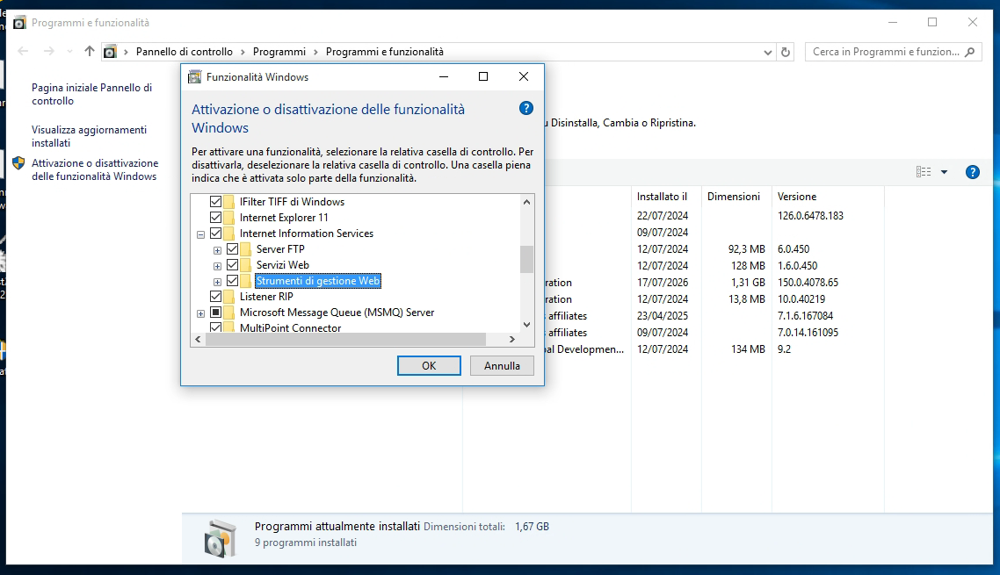 Programmi e funzionalità
Pannello di controllo
Programmi
Programmi e funzionalità
Cerca in Programmi e funzion...
Pagina iniziale Pannello di
controllo
Visualizza aggiornamenti
installati
Attivazione o disattivazione
delle funzionalità Windows
Disinstalla, Cambia o Ripristina.
Funzionalità Windows
Attivazione o disattivazione delle funzionalità
Windows
Per attivare una funzionalità, selezionare la relativa casella di controllo. Per
disattivarla, deselezionare la relativa casella di controllo. Una casella piena
indica che è attivata solo parte della funzionalità.
IFilter TIFF di Windows
Internet Explorer 11
Internet Information Services
Server FTP
Servizi Web
Strumenti di gestione Web
Listener RIP
Microsoft Message Queue (MSMQ) Server
MultiPoint Connector
OK
Annulla
Installato il Dimensioni Versione
22/07/2024 126.0.6478.183
09/07/2024
12/07/2024 92,3 MB 6.0.450
12/07/2024 128 MB 1.6.0.450
ration 17/07/2026 1,31 GB 150.0.4078.65
ration 12/07/2024 13,8 MB 10.0.40219
affiliates 23/04/2025 7.1.6.167084
affiliates 09/07/2024 7.0.14.161095
al Developmen... 12/07/2024 134 MB 9.2
Programmi attualmente installati Dimensioni totali: 1,67 GB
9 programmi installati